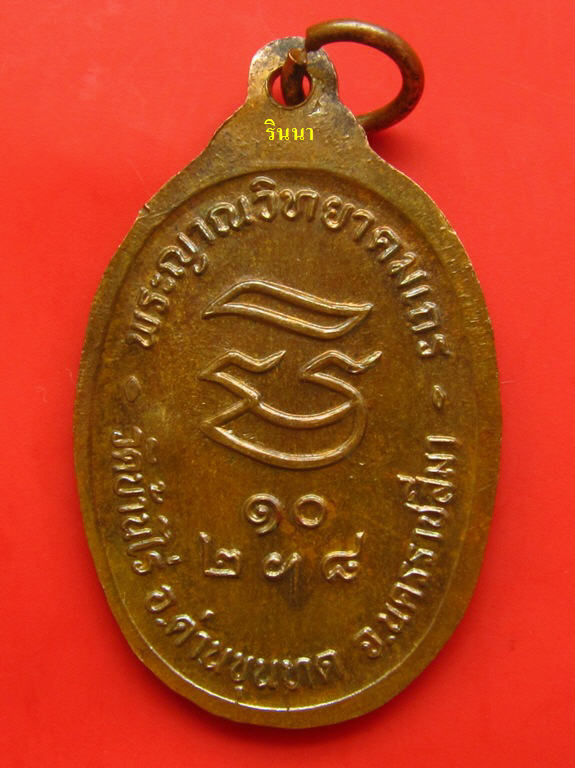 รินนา
พระญาณวิทยาคมเถร
๑๐
๒ ๕ ๘
วัดบ้านไร่ อ.ด่านขุนทด อ.นครราชสีมา